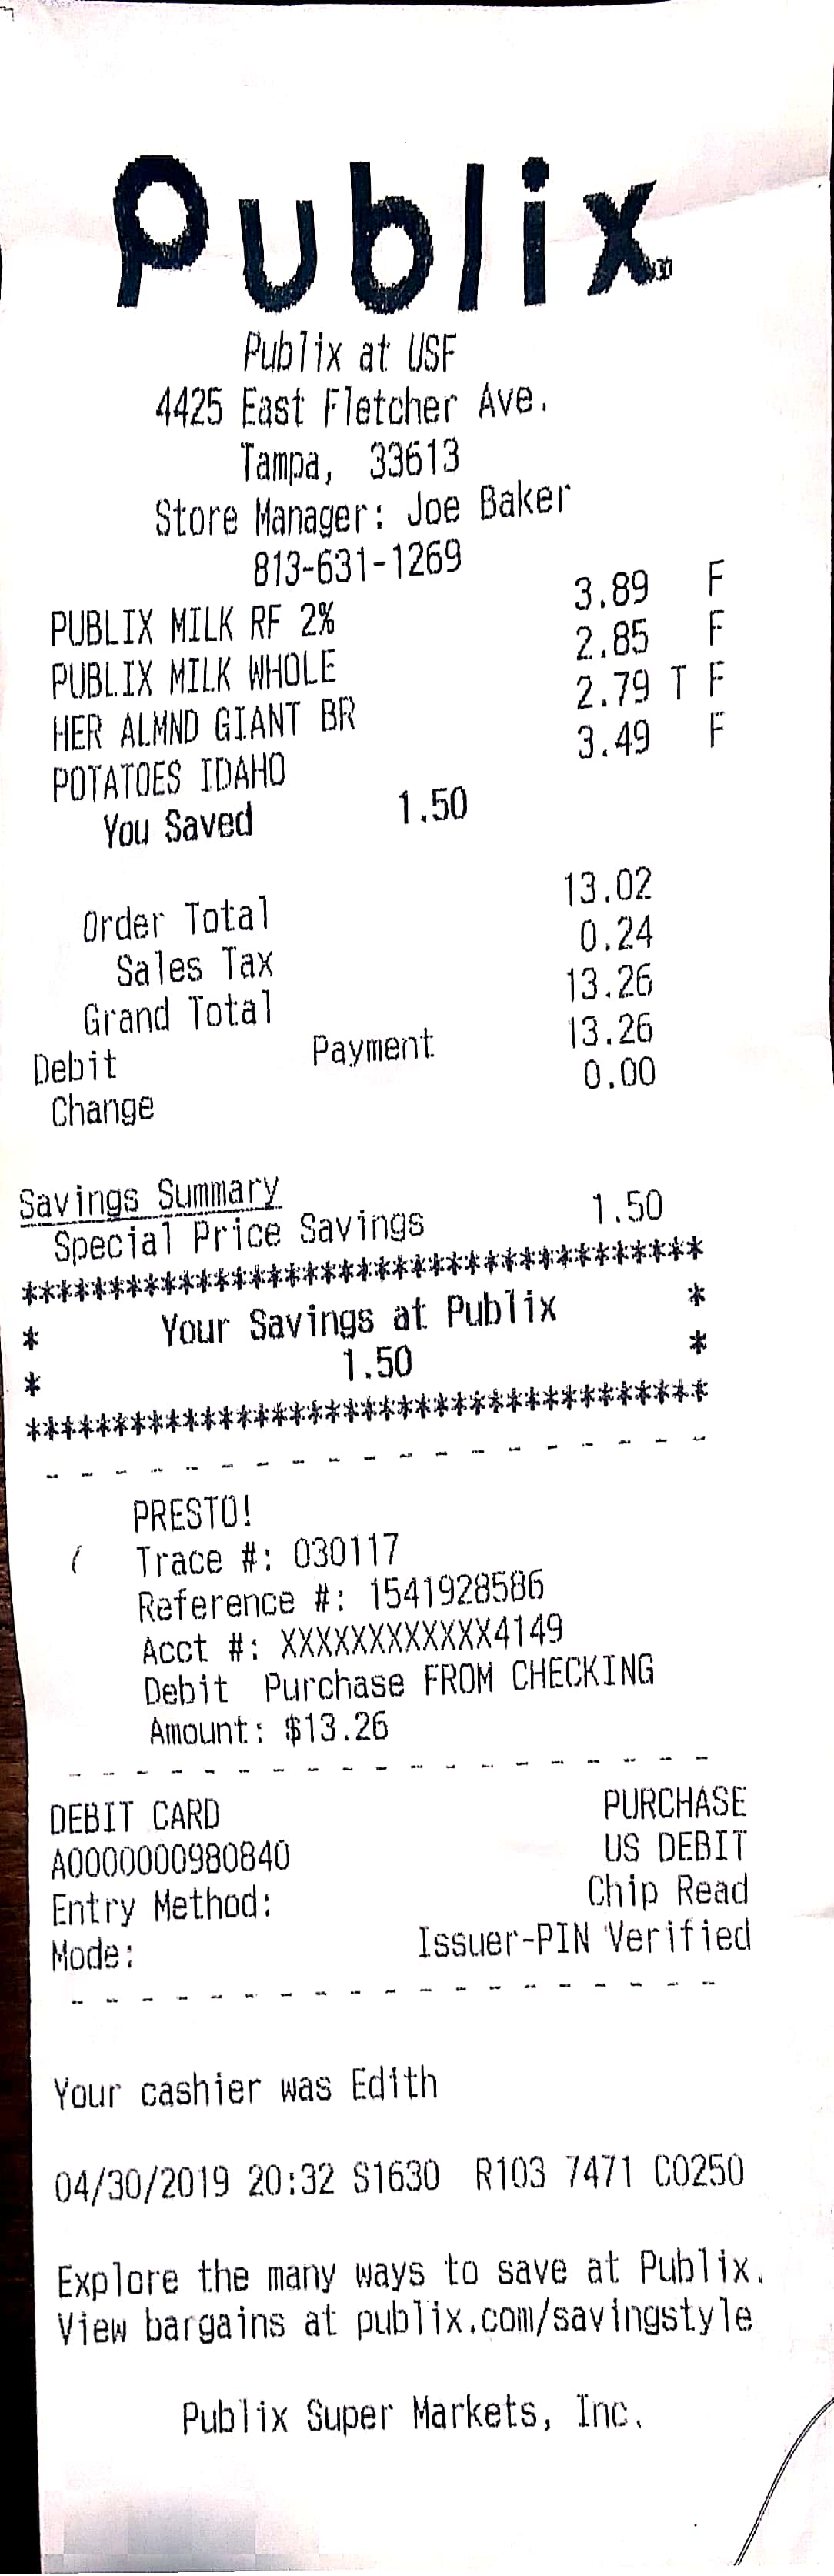 Publix
Publix at USF
4425 East Fletcher Ave.
Tampa, 33613
Store Manager: Joe Baker
813-631-1269
PUBLIX MILK RF 2% 3.89 F
PUBLIX MILK WHOLE 2.85 F
HER ALMND GIANT BR 2.79 T F
POTATOES IDAHO 3.49 F
You Saved 1.50
Order Total 13.02
Sales Tax 0.24
Grand Total 13.26
Debit Payment 13.26
Change 0.00
Savings Summary
Special Price Savings 1.50
****************************************
* Your Savings at Publix *
* 1.50 *
****************************************
- - - - - - - - - - - - - - - - - - - -
PRESTO!
Trace #: 030117
Reference #: 1541928586
Acct #: XXXXXXXXXXXX4149
Debit Purchase FROM CHECKING
Amount: $13.26
- - - - - - - - - - - - - - - - - - - -
DEBIT CARD PURCHASE
A0000000980840 US DEBIT
Entry Method: Chip Read
Mode: Issuer-PIN Verified
- - - - - - - - - - - - - - - - - - - -
Your cashier was Edith
04/30/2019 20:32 S1630 R103 7471 C0250
Explore the many ways to save at Publix.
View bargains at publix.com/savingstyle
Publix Super Markets, Inc.